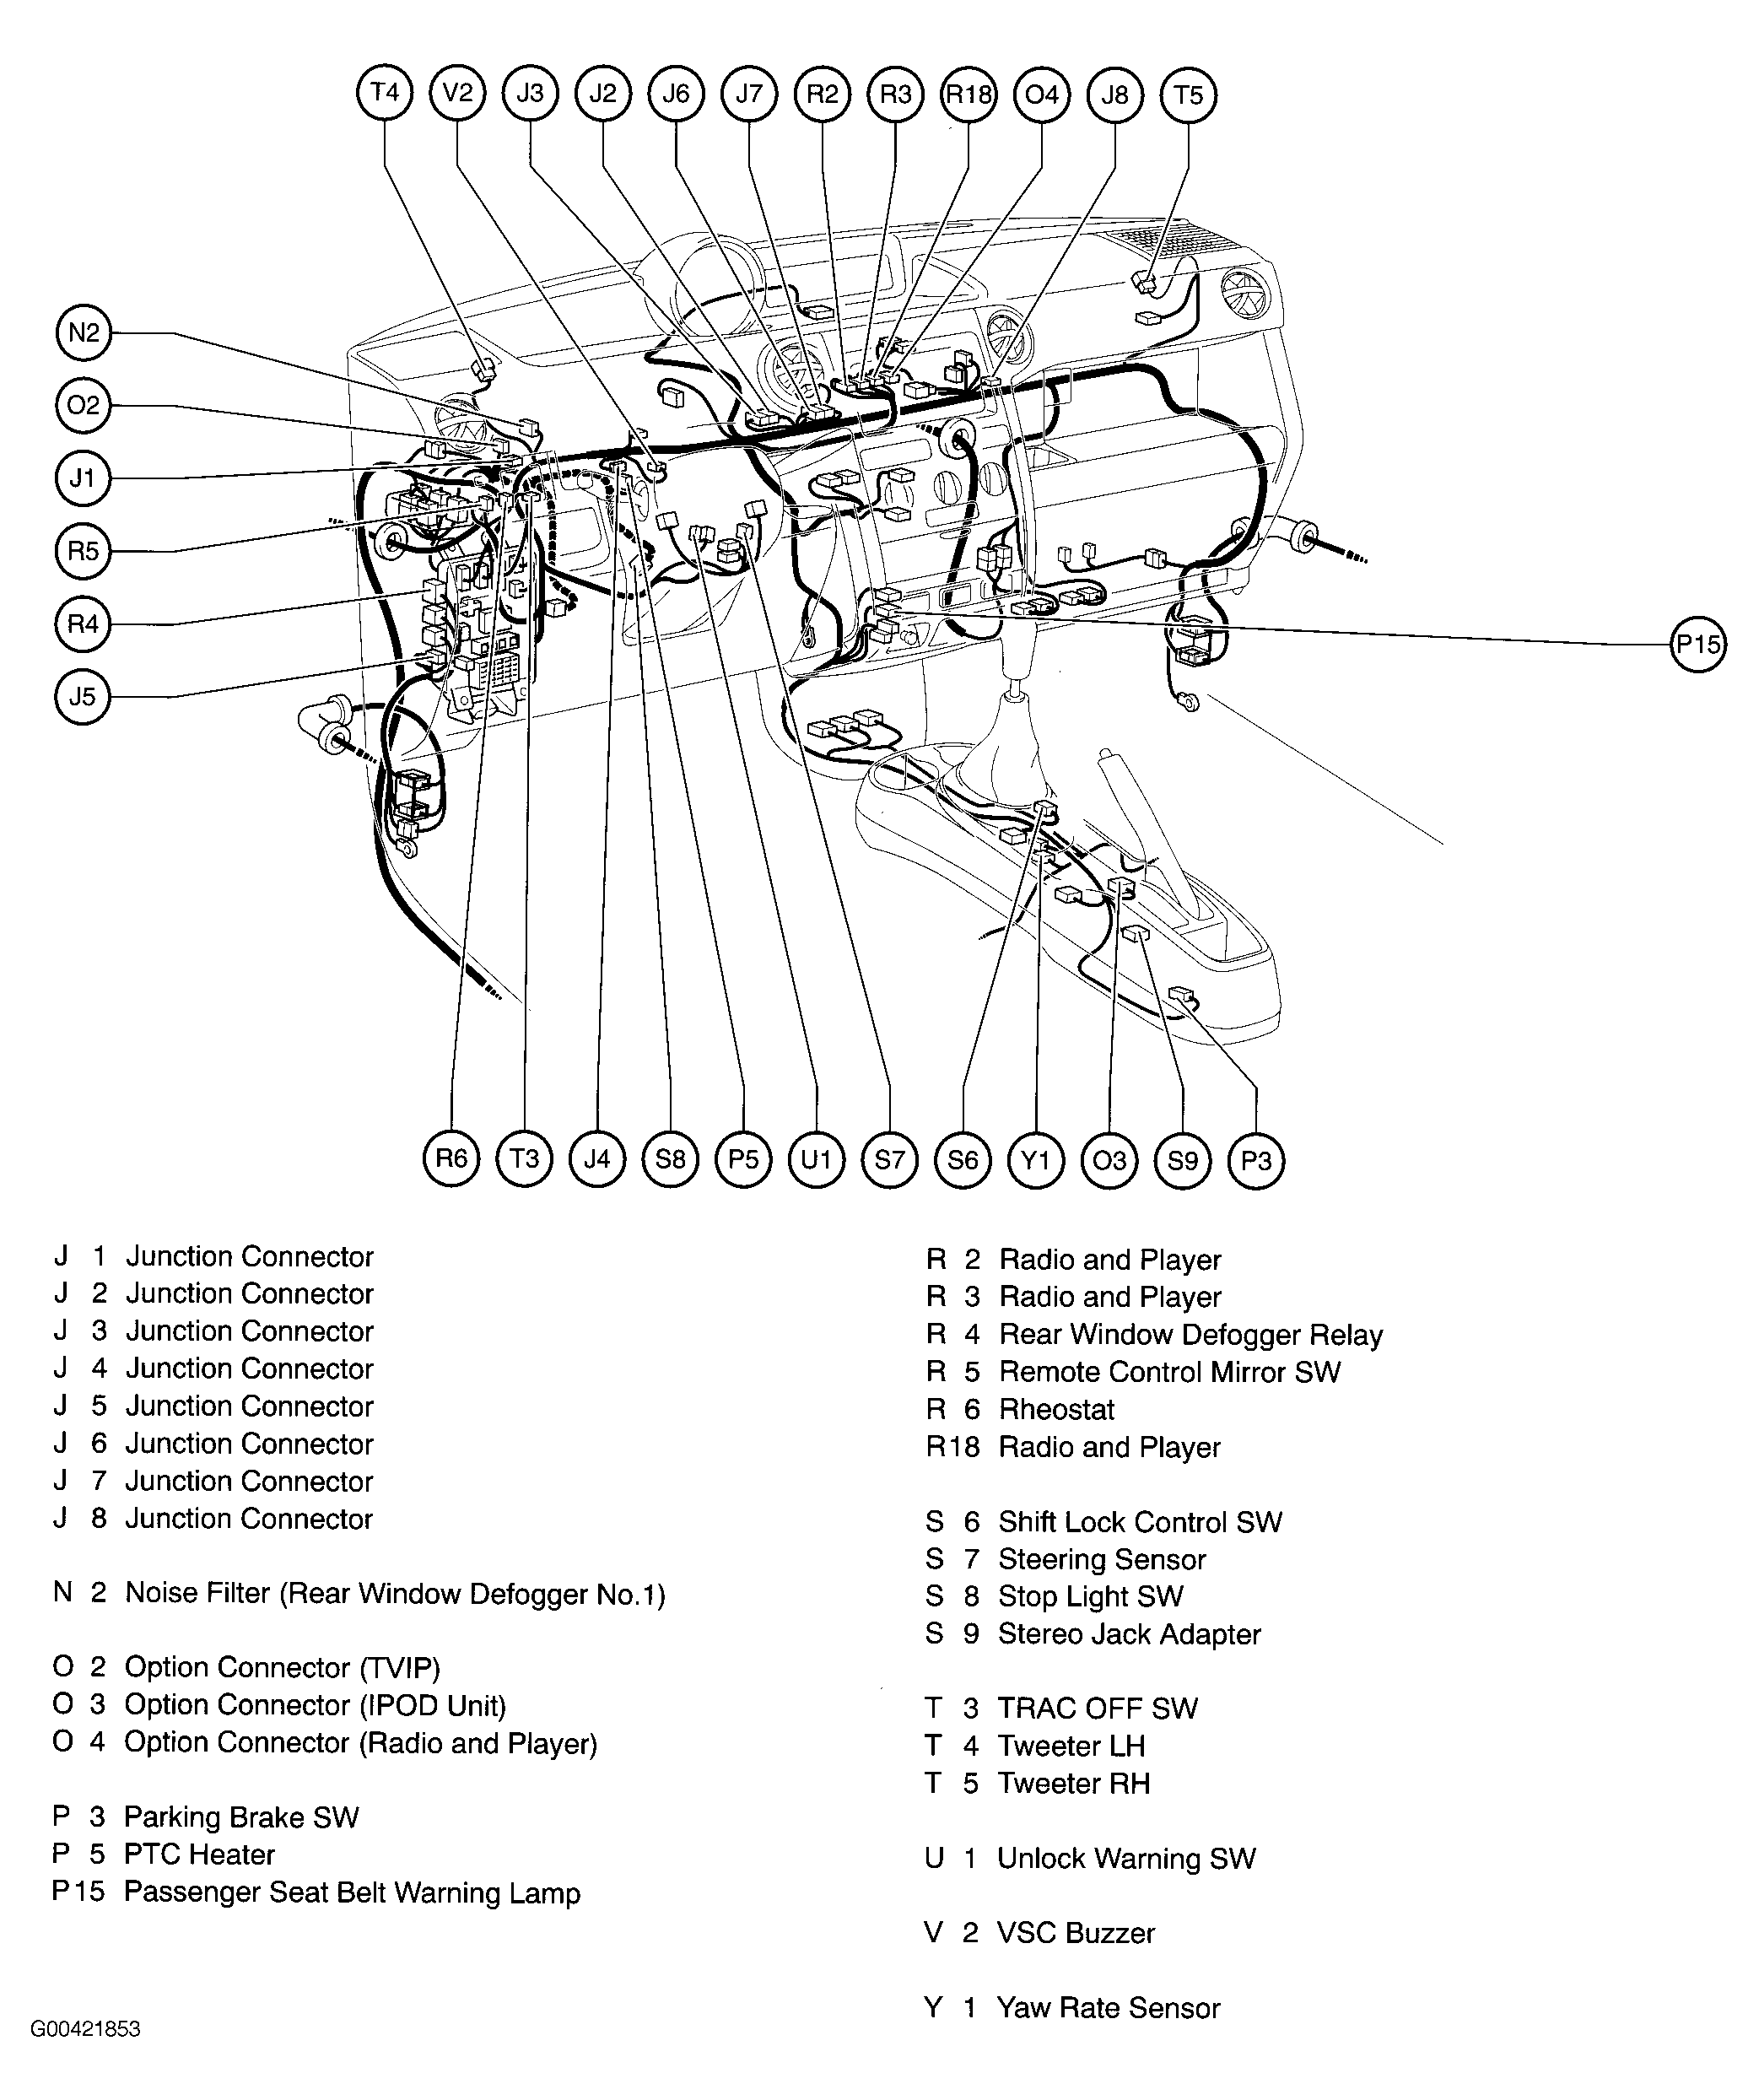 T4 V2 J3 J2 J6 J7 R2 R3 R18 O4 J8 T5
N2
O2
J1
R5
R4
P15
J5
R6 T3 J4 S8 P5 U1 S7 S6 Y1 O3 S9 P3
J 1 Junction Connector
J 2 Junction Connector
J 3 Junction Connector
J 4 Junction Connector
J 5 Junction Connector
J 6 Junction Connector
J 7 Junction Connector
J 8 Junction Connector
N 2 Noise Filter (Rear Window Defogger No.1)
O 2 Option Connector (TVIP)
O 3 Option Connector (IPOD Unit)
O 4 Option Connector (Radio and Player)
P 3 Parking Brake SW
P 5 PTC Heater
P15 Passenger Seat Belt Warning Lamp
R 2 Radio and Player
R 3 Radio and Player
R 4 Rear Window Defogger Relay
R 5 Remote Control Mirror SW
R 6 Rheostat
R18 Radio and Player
S 6 Shift Lock Control SW
S 7 Steering Sensor
S 8 Stop Light SW
S 9 Stereo Jack Adapter
T 3 TRAC OFF SW
T 4 Tweeter LH
T 5 Tweeter RH
U 1 Unlock Warning SW
V 2 VSC Buzzer
Y 1 Yaw Rate Sensor
G00421853